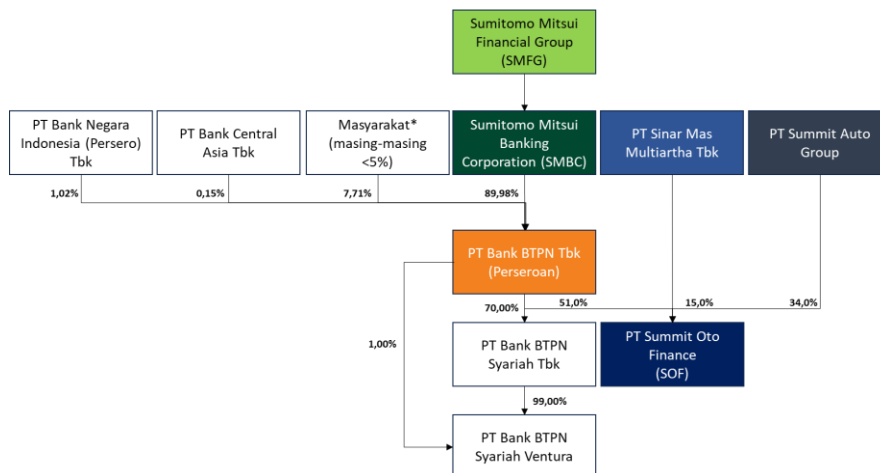 Sumitomo Mitsui
Financial Group
(SMFG)
PT Bank Negara
Indonesia (Persero)
Tbk
PT Bank Central
Asia Tbk
Masyarakat*
(masing-masing
<5%)
Sumitomo Mitsui
Banking
Corporation (SMBC)
PT Sinar Mas
Multiartha Tbk
PT Summit Auto
Group
1,02%
0,15%
7,71%
89,98%
PT Bank BTPN Tbk
(Perseroan)
70,00%
51,0%
15,0%
34,0%
1,00%
PT Bank BTPN
Syariah Tbk
PT Summit Oto
Finance
(SOF)
99,00%
PT Bank BTPN
Syariah Ventura